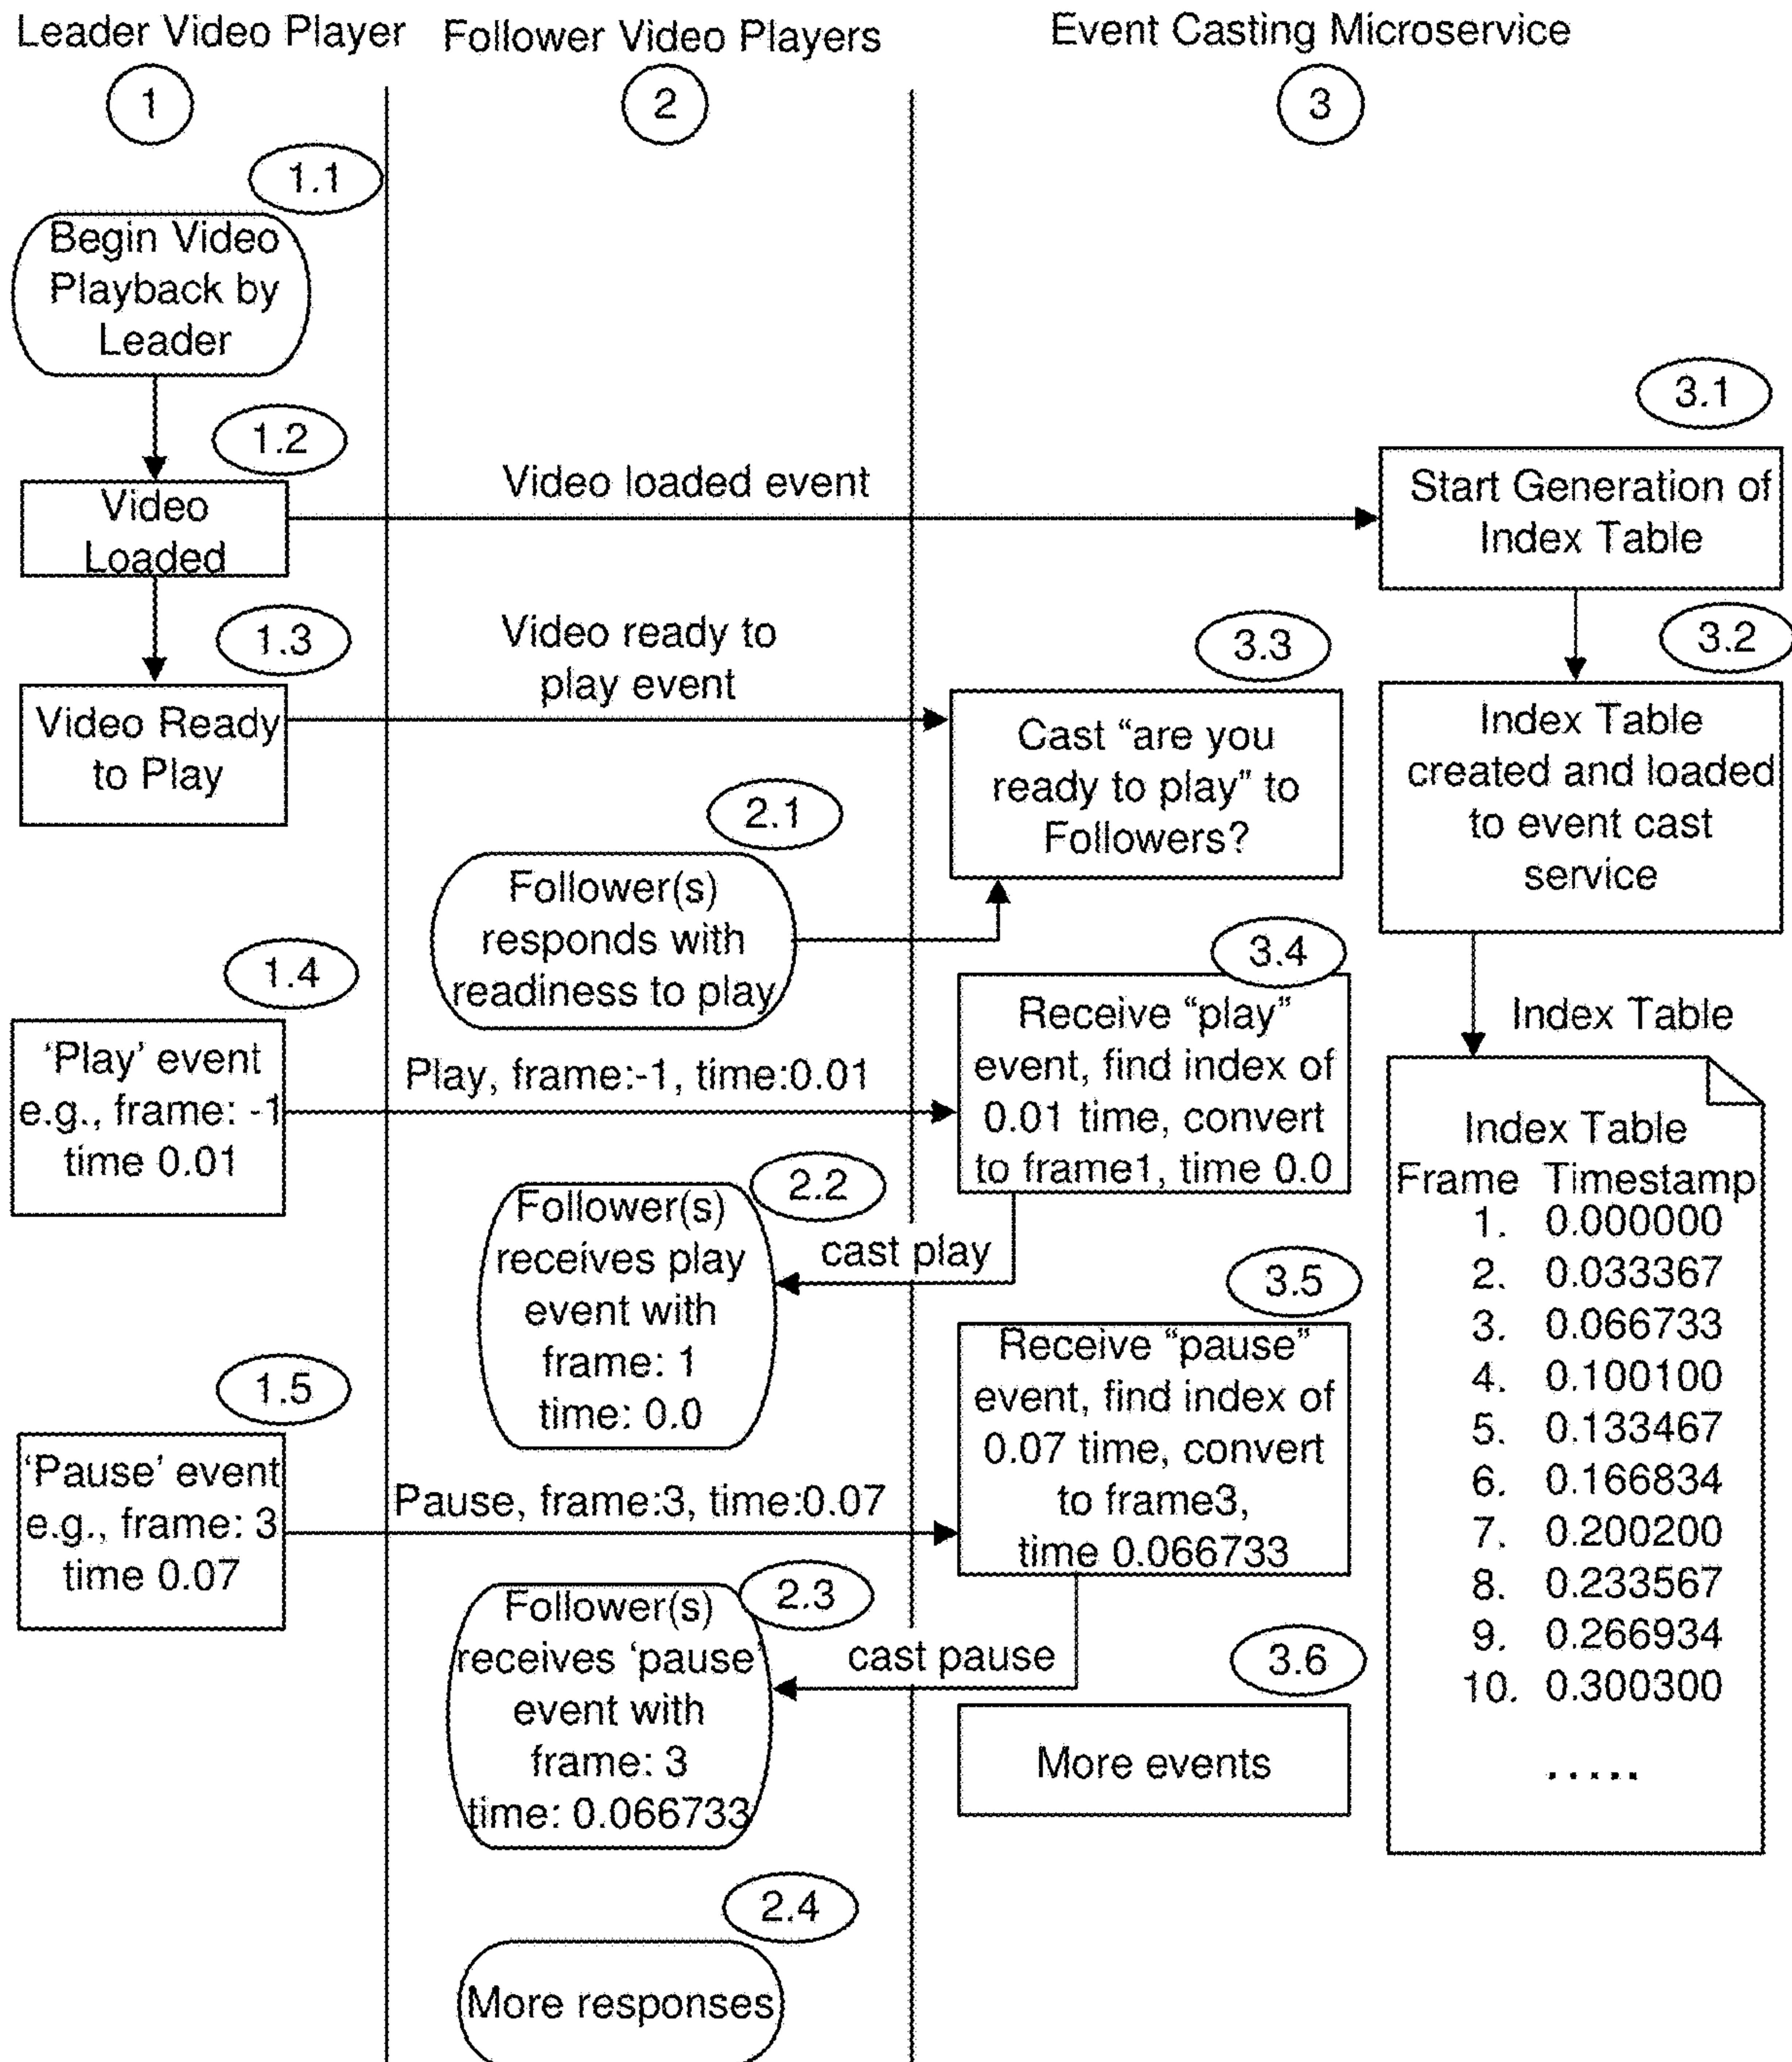 Leader Video Player
Follower Video Players
Event Casting Microservice
1
2
3
1.1
Begin Video
Playback by
Leader
1.2
Video
Loaded
Video loaded event
3.1
Start Generation of
Index Table
1.3
Video Ready
to Play
Video ready to
play event
3.3
Cast “are you
ready to play” to
Followers?
3.2
Index Table
created and loaded
to event cast
service
2.1
Follower(s)
responds with
readiness to play
1.4
‘Play’ event
e.g., frame: -1
time 0.01
Play, frame:-1, time:0.01
3.4
Receive “play”
event, find index of
0.01 time, convert
to frame1, time 0.0
Index Table
Index Table
Frame Timestamp
1. 0.000000
2. 0.033367
3. 0.066733
4. 0.100100
5. 0.133467
6. 0.166834
7. 0.200200
8. 0.233567
9. 0.266934
10. 0.300300
.....
2.2
Follower(s)
receives play
event with
frame: 1
time: 0.0
cast play
1.5
‘Pause’ event
e.g., frame: 3
time 0.07
Pause, frame:3, time:0.07
3.5
Receive “pause”
event, find index of
0.07 time, convert
to frame3,
time 0.066733
2.3
Follower(s)
receives ‘pause’
event with
frame: 3
time: 0.066733
cast pause
3.6
More events
2.4
More responses